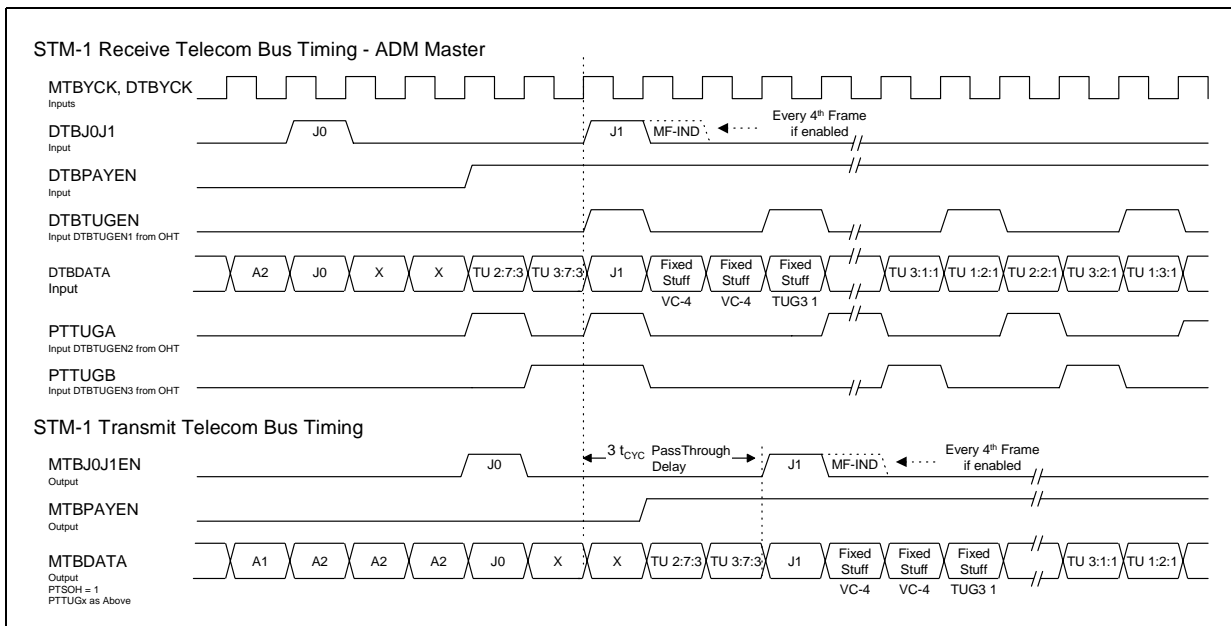 STM-1 Receive Telecom Bus Timing - ADM Master
MTBYCK, DTBYCK
Inputs
DTBJ0J1
Input
J0
J1
MF-IND
Every 4th Frame
if enabled
DTBPAYEN
Input
DTBTUGEN
Input DTBTUGEN1 from OHT
DTBDATA
Input
A2
J0
X
X
TU 2:7:3
TU 3:7:3
J1
Fixed
Stuff
VC-4
Fixed
Stuff
VC-4
Fixed
Stuff
TUG3 1
TU 3:1:1
TU 1:2:1
TU 2:2:1
TU 3:2:1
TU 1:3:1
PTTUGA
Input DTBTUGEN2 from OHT
PTTUGB
Input DTBTUGEN3 from OHT
STM-1 Transmit Telecom Bus Timing
MTBJ0J1EN
Output
J0
3 tCYC PassThrough
Delay
J1
MF-IND
Every 4th Frame
if enabled
MTBPAYEN
Output
MTBDATA
Output
PTSOH = 1
PTTUGx as Above
A1
A2
A2
A2
J0
X
X
TU 2:7:3
TU 3:7:3
J1
Fixed
Stuff
VC-4
Fixed
Stuff
VC-4
Fixed
Stuff
TUG3 1
TU 3:1:1
TU 1:2:1